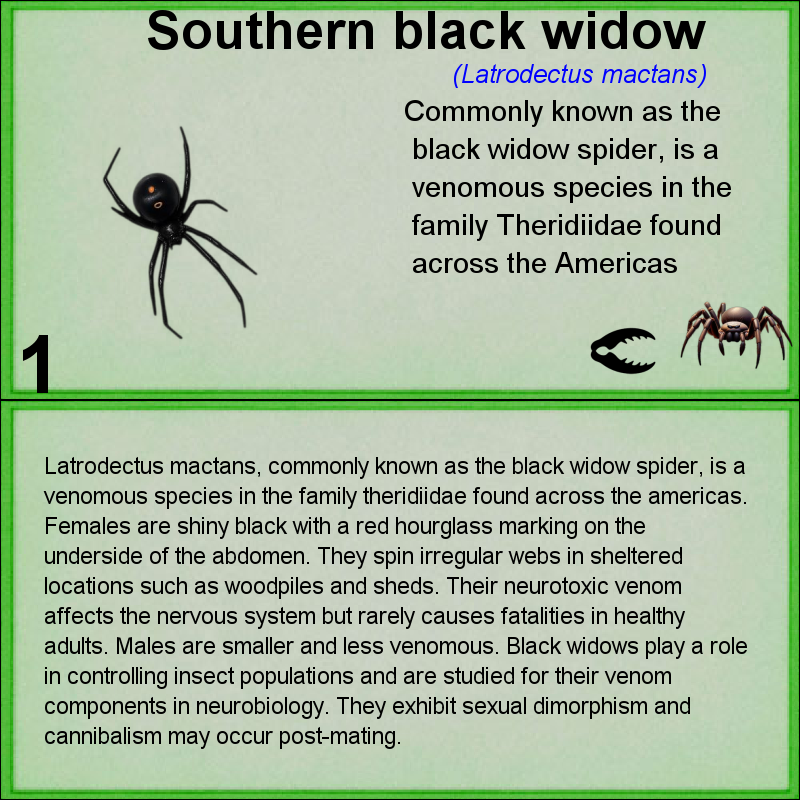 Southern black widow
(Latrodectus mactans)
Commonly known as the
black widow spider, is a
venomous species in the
family Theridiidae found
across the Americas
1
Latrodectus mactans, commonly known as the black widow spider, is a
venomous species in the family theridiidae found across the americas.
Females are shiny black with a red hourglass marking on the
underside of the abdomen. They spin irregular webs in sheltered
locations such as woodpiles and sheds. Their neurotoxic venom
affects the nervous system but rarely causes fatalities in healthy
adults. Males are smaller and less venomous. Black widows play a role
in controlling insect populations and are studied for their venom
components in neurobiology. They exhibit sexual dimorphism and
cannibalism may occur post-mating.